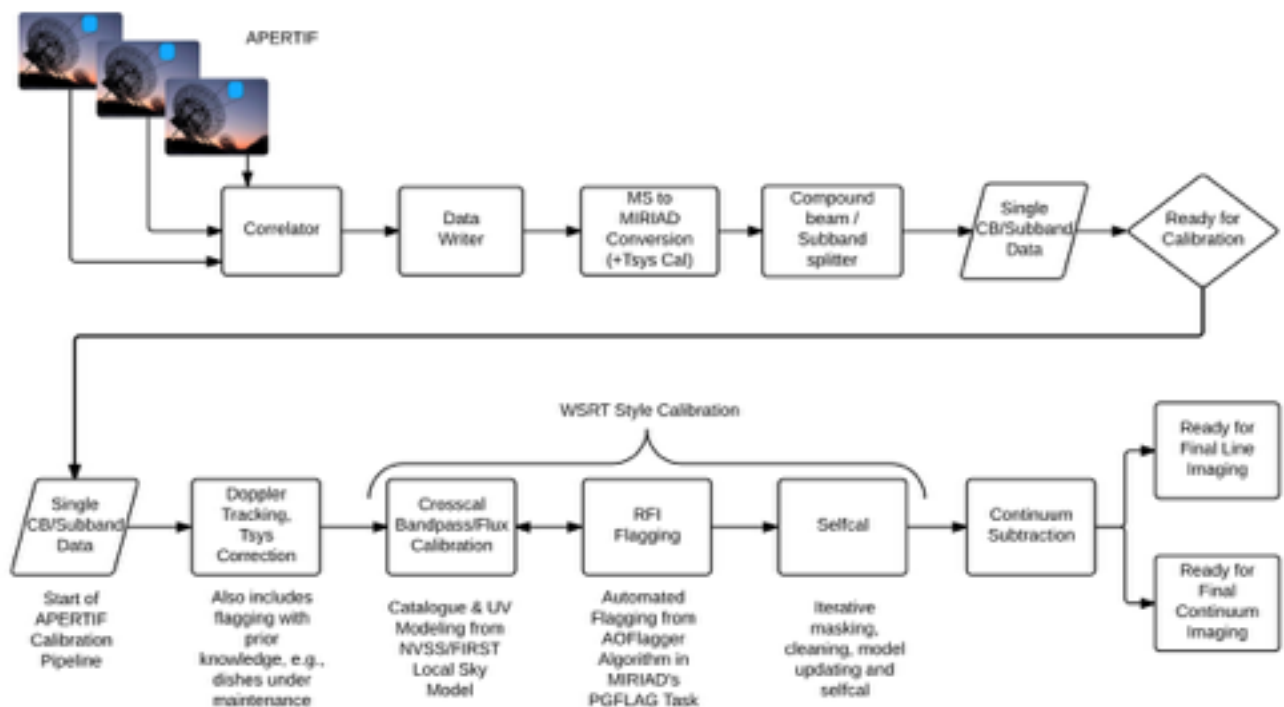 APERTIF
Correlator
Data
Writer
MS to
MIRIAD
Conversion
(+Tsys Cal)
Compound
beam /
Subband
splitter
Single
CB/Subband
Data
Ready for
Calibration
WSRT Style Calibration
Single
CB/Subband
Data
Doppler
Tracking,
Tsys
Correction
Crosscal
Bandpass/Flux
Calibration
RFI
Flagging
Selfcal
Continuum
Subtraction
Ready for
Final Line
Imaging
Ready for
Final
Continuum
Imaging
Start of
APERTIF
Calibration
Pipeline
Also includes
flagging with
prior
knowledge, e.g.,
dishes under
maintenance
Catalogue & UV
Modeling from
NVSS/FIRST
Local Sky
Model
Automated
Flagging from
AOFlagger
Algorithm in
MIRIAD's
PGFLAG Task
Iterative
masking,
cleaning, model
updating and
selfcal